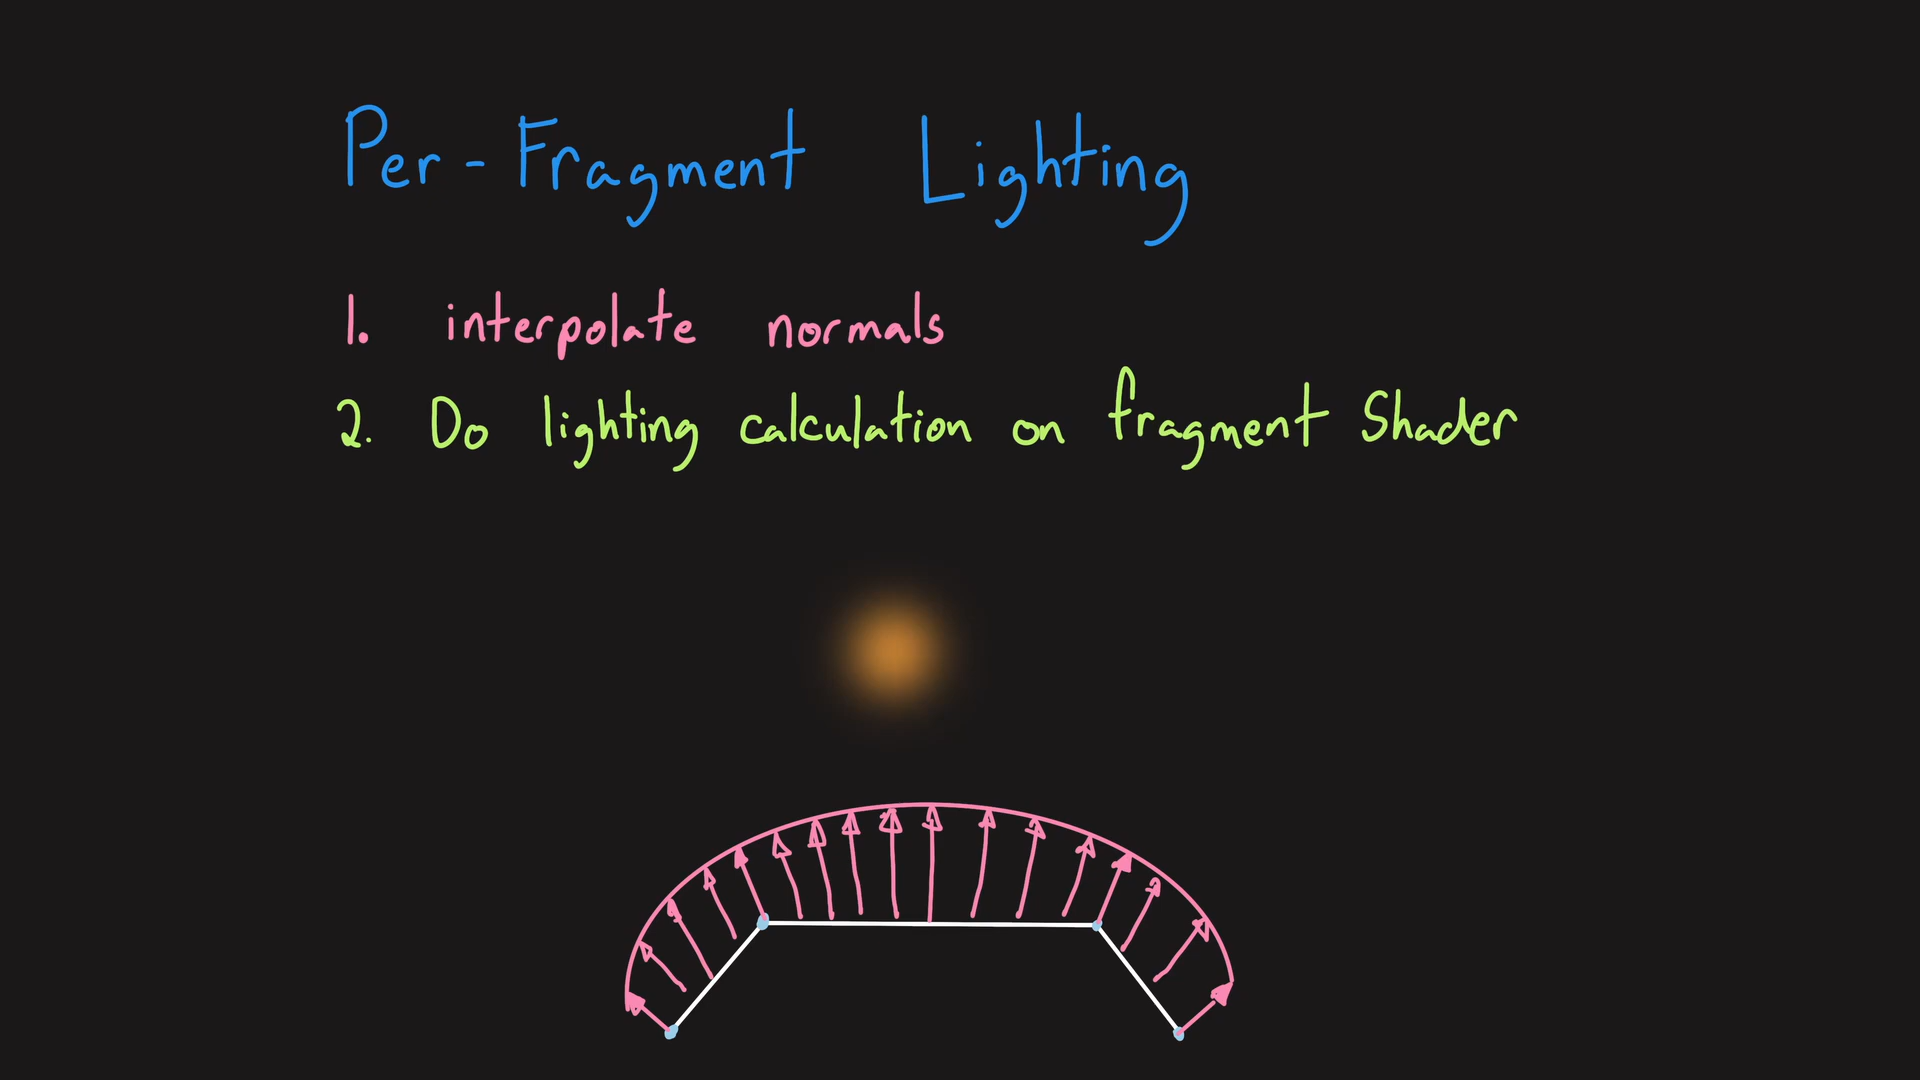 Per-Fragment Lighting
1. interpolate normals
2. Do lighting calculation on fragment Shader